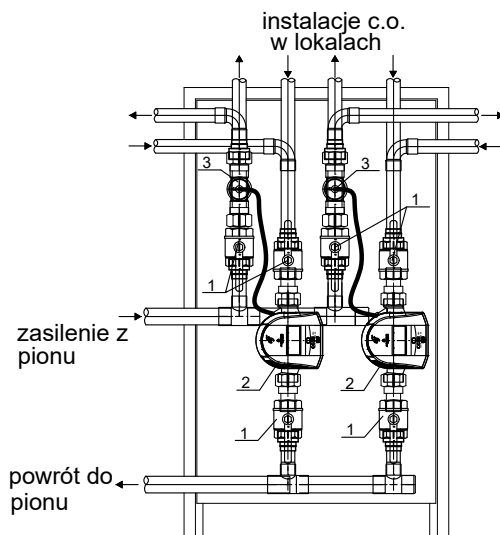 instalacje c.o.
w lokalach
3
3
1
1
zasilenie z
pionu
2
2
1
1
powrót do
pionu